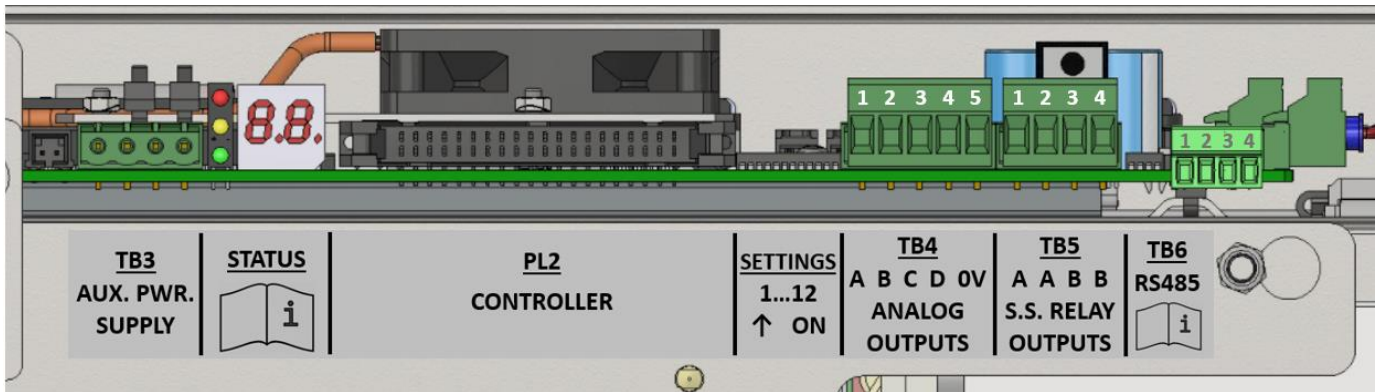 8.8.
1 2 3 4 5
1 2 3 4
1 2 3 4
TB3
AUX. PWR.
SUPPLY
STATUS
i
PL2
CONTROLLER
SETTINGS
1...12
↑ ON
TB4
A B C D 0V
ANALOG
OUTPUTS
TB5
A A B B
S.S. RELAY
OUTPUTS
TB6
RS485
i